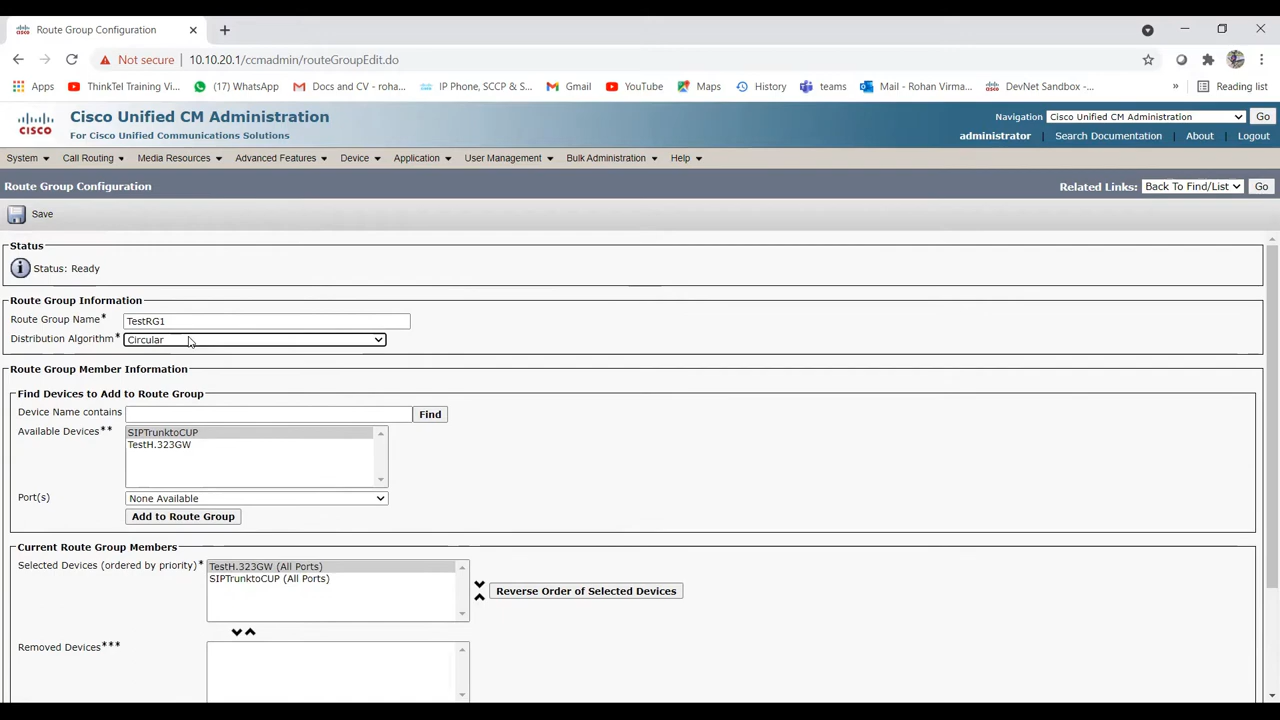 Route Group Configuration
Not secure 10.10.20.1/ccmadmin/routeGroupEdit.do
Apps ThinkTel Training Vi... (17) WhatsApp Docs and CV - roha... IP Phone, SCCP & S... Gmail YouTube Maps History teams Mail - Rohan Virma... DevNet Sandbox -... » Reading list
CISCO Cisco Unified CM Administration Navigation Cisco Unified CM Administration Go
For Cisco Unified Communications Solutions administrator Search Documentation About Logout
System Call Routing Media Resources Advanced Features Device Application User Management Bulk Administration Help
Route Group Configuration Related Links: Back To Find/List Go
Save
Status
Status: Ready
Route Group Information
Route Group Name* TestRG1
Distribution Algorithm* Circular
Route Group Member Information
Find Devices to Add to Route Group
Device Name contains Find
Available Devices** SIPTrunktoCUP
TestH.323GW
Port(s) None Available
Add to Route Group
Current Route Group Members
Selected Devices (ordered by priority)* TestH.323GW (All Ports)
SIPTrunktoCUP (All Ports)
Reverse Order of Selected Devices
Removed Devices***